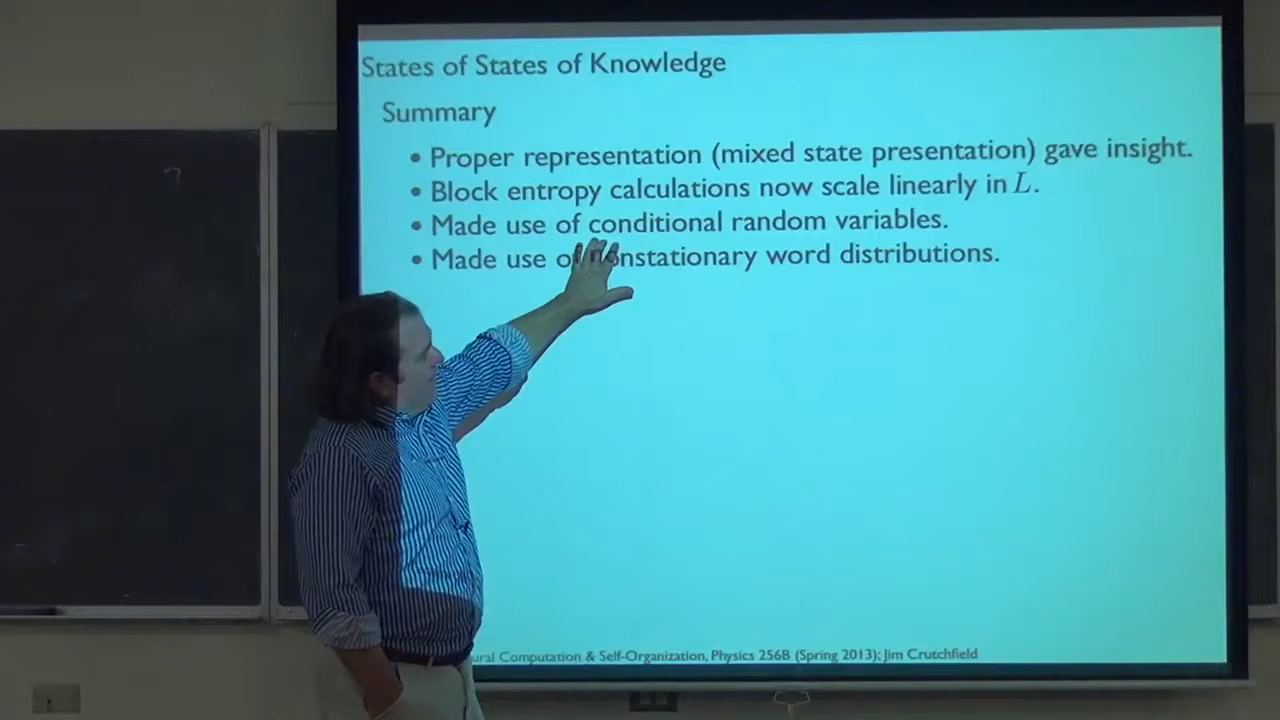 States of States of Knowledge
Summary
• Proper representation (mixed state presentation) gave insight.
• Block entropy calculations now scale linearly in L.
• Made use of conditional random variables.
• Made use of nonstationary word distributions.
& Self-Organization, Physics 256B (Spring 2013); Jim Crutchfield